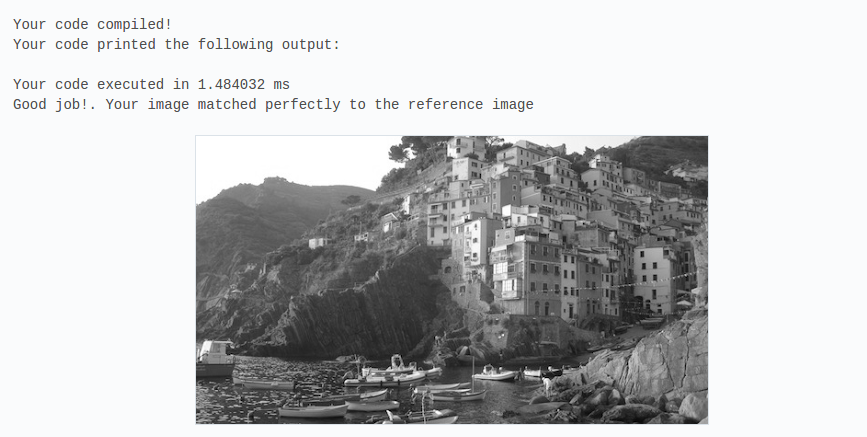 Your code compiled!
Your code printed the following output:
Your code executed in 1.484032 ms
Good job!. Your image matched perfectly to the reference image